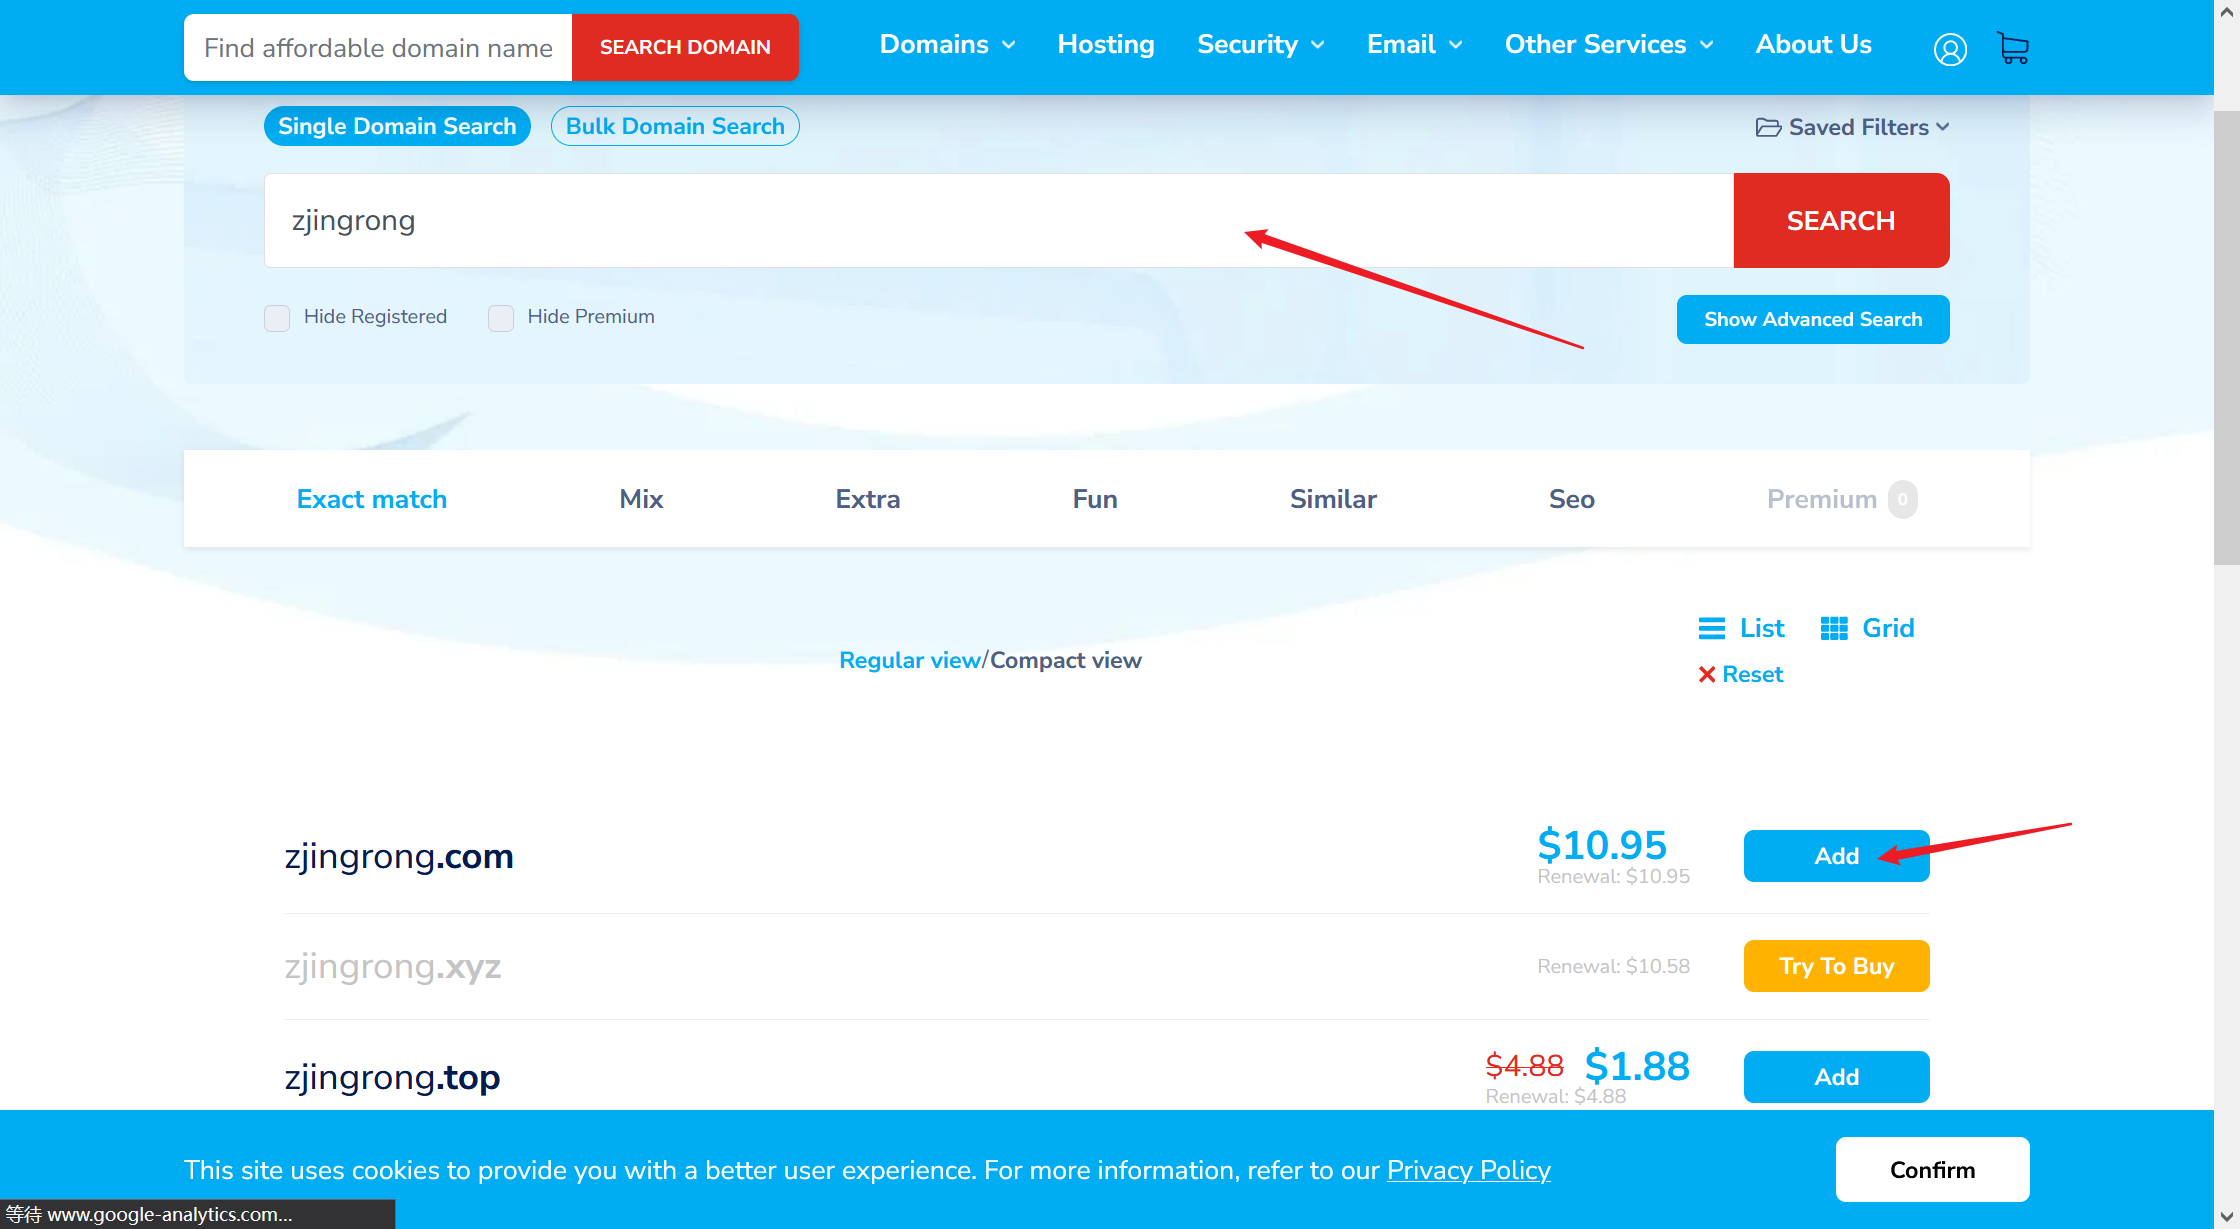 Find affordable domain name
SEARCH DOMAIN
Domains
Hosting
Security
Email
Other Services
About Us
Single Domain Search
Bulk Domain Search
Saved Filters
zjingrong
SEARCH
Hide Registered
Hide Premium
Show Advanced Search
Exact match
Mix
Extra
Fun
Similar
Seo
Premium 0
List
Grid
Regular view/Compact view
Reset
zjingrong.com
$10.95
Renewal: $10.95
Add
zjingrong.xyz
Renewal: $10.58
Try To Buy
zjingrong.top
$4.88 $1.88
Renewal: $4.88
Add
This site uses cookies to provide you with a better user experience. For more information, refer to our Privacy Policy
Confirm
等待 www.google-analytics.com...